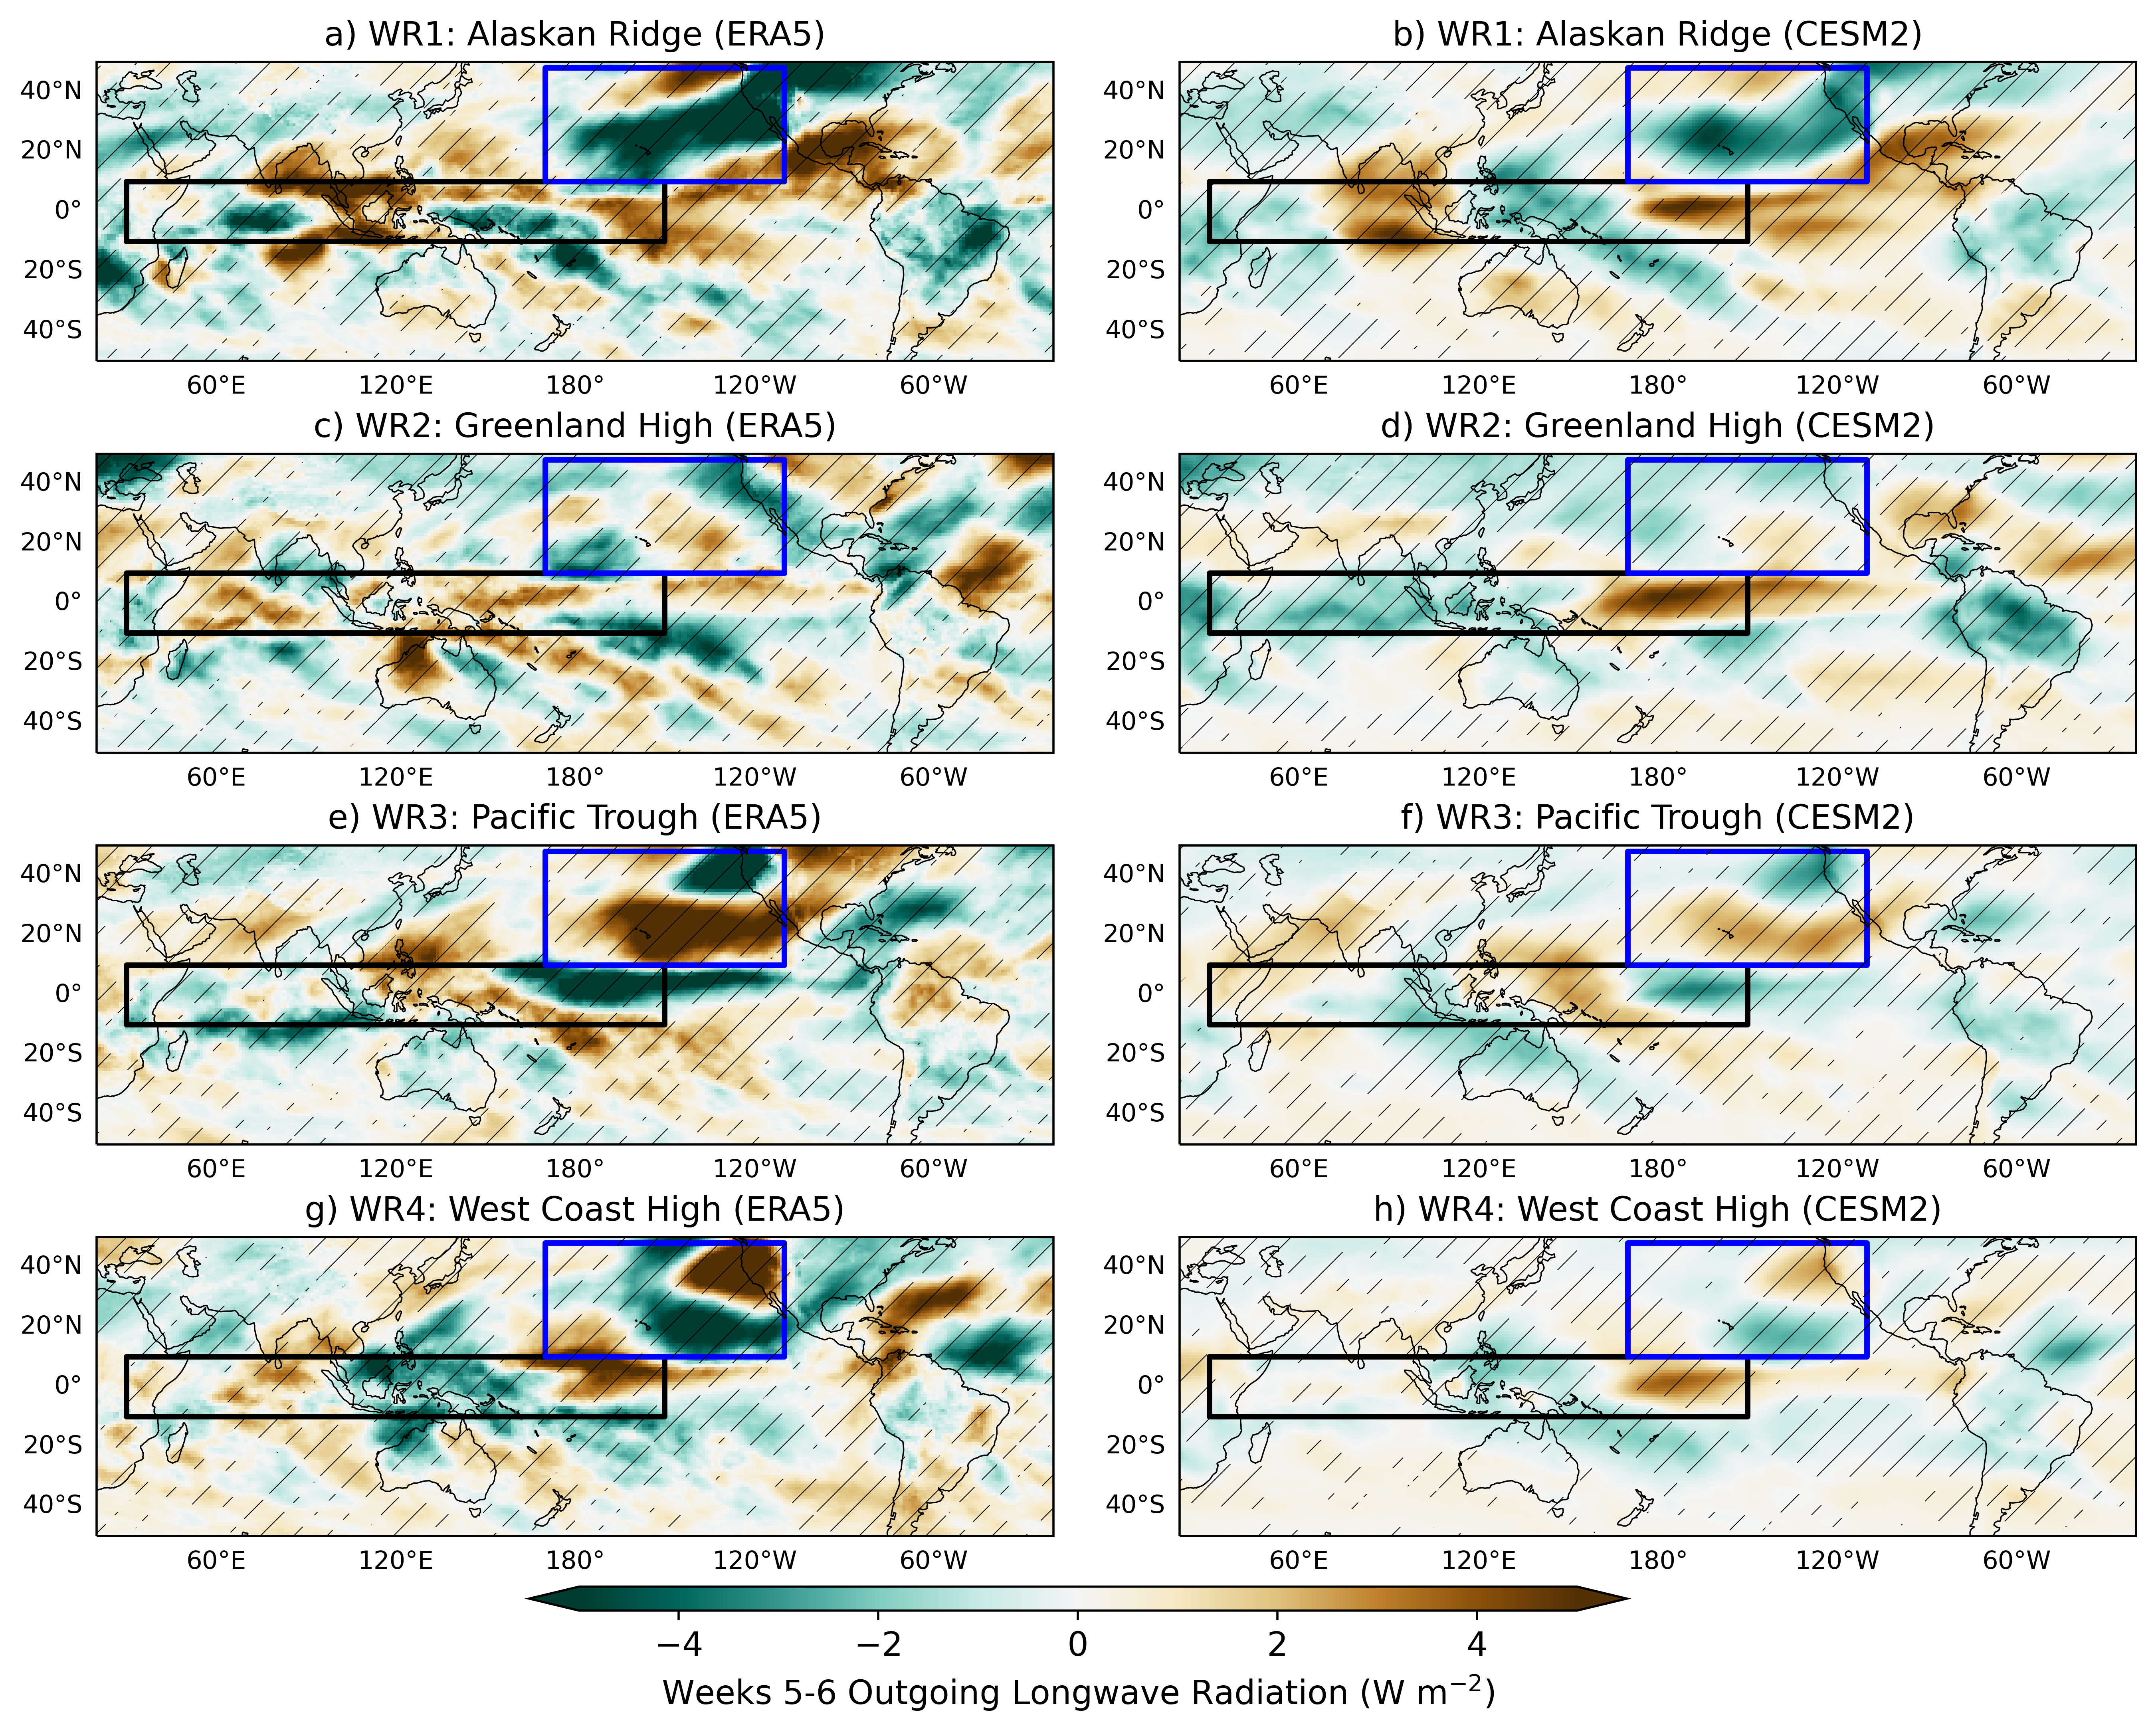 a) WR1: Alaskan Ridge (ERA5)
40°N
20°N
0°
20°S
40°S
60°E 120°E 180° 120°W 60°W
b) WR1: Alaskan Ridge (CESM2)
40°N
20°N
0°
20°S
40°S
60°E 120°E 180° 120°W 60°W
c) WR2: Greenland High (ERA5)
40°N
20°N
0°
20°S
40°S
60°E 120°E 180° 120°W 60°W
d) WR2: Greenland High (CESM2)
40°N
20°N
0°
20°S
40°S
60°E 120°E 180° 120°W 60°W
e) WR3: Pacific Trough (ERA5)
40°N
20°N
0°
20°S
40°S
60°E 120°E 180° 120°W 60°W
f) WR3: Pacific Trough (CESM2)
40°N
20°N
0°
20°S
40°S
60°E 120°E 180° 120°W 60°W
g) WR4: West Coast High (ERA5)
40°N
20°N
0°
20°S
40°S
60°E 120°E 180° 120°W 60°W
h) WR4: West Coast High (CESM2)
40°N
20°N
0°
20°S
40°S
60°E 120°E 180° 120°W 60°W
−4 −2 0 2 4
Weeks 5-6 Outgoing Longwave Radiation (W m⁻²)